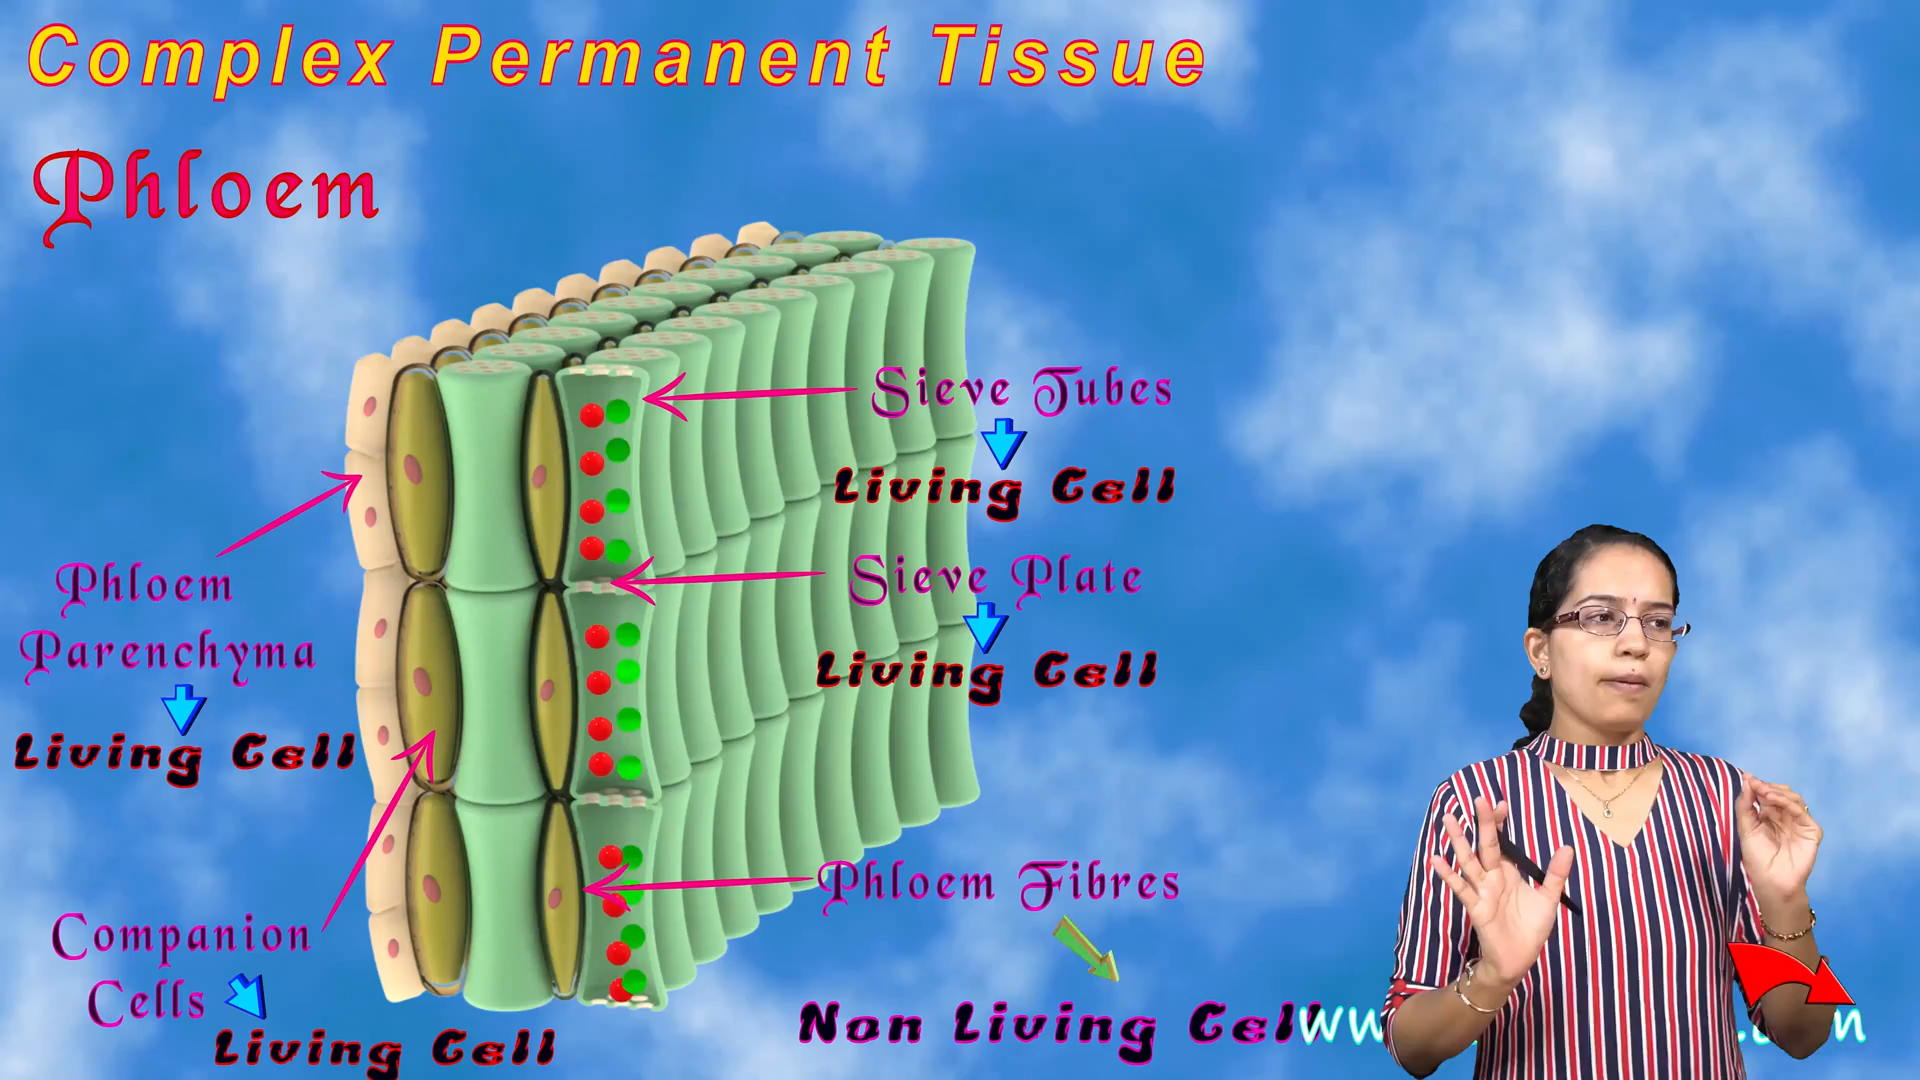 Complex Permanent Tissue
Phloem
Sieve Tubes
Living Cell
Sieve Plate
Living Cell
Phloem
Parenchyma
Living Cell
Phloem Fibres
Non Living Cell
Companion
Cells
Living Cell